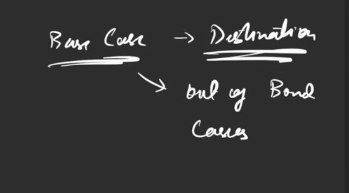 Base Case → Destination
out of Bond
Cases